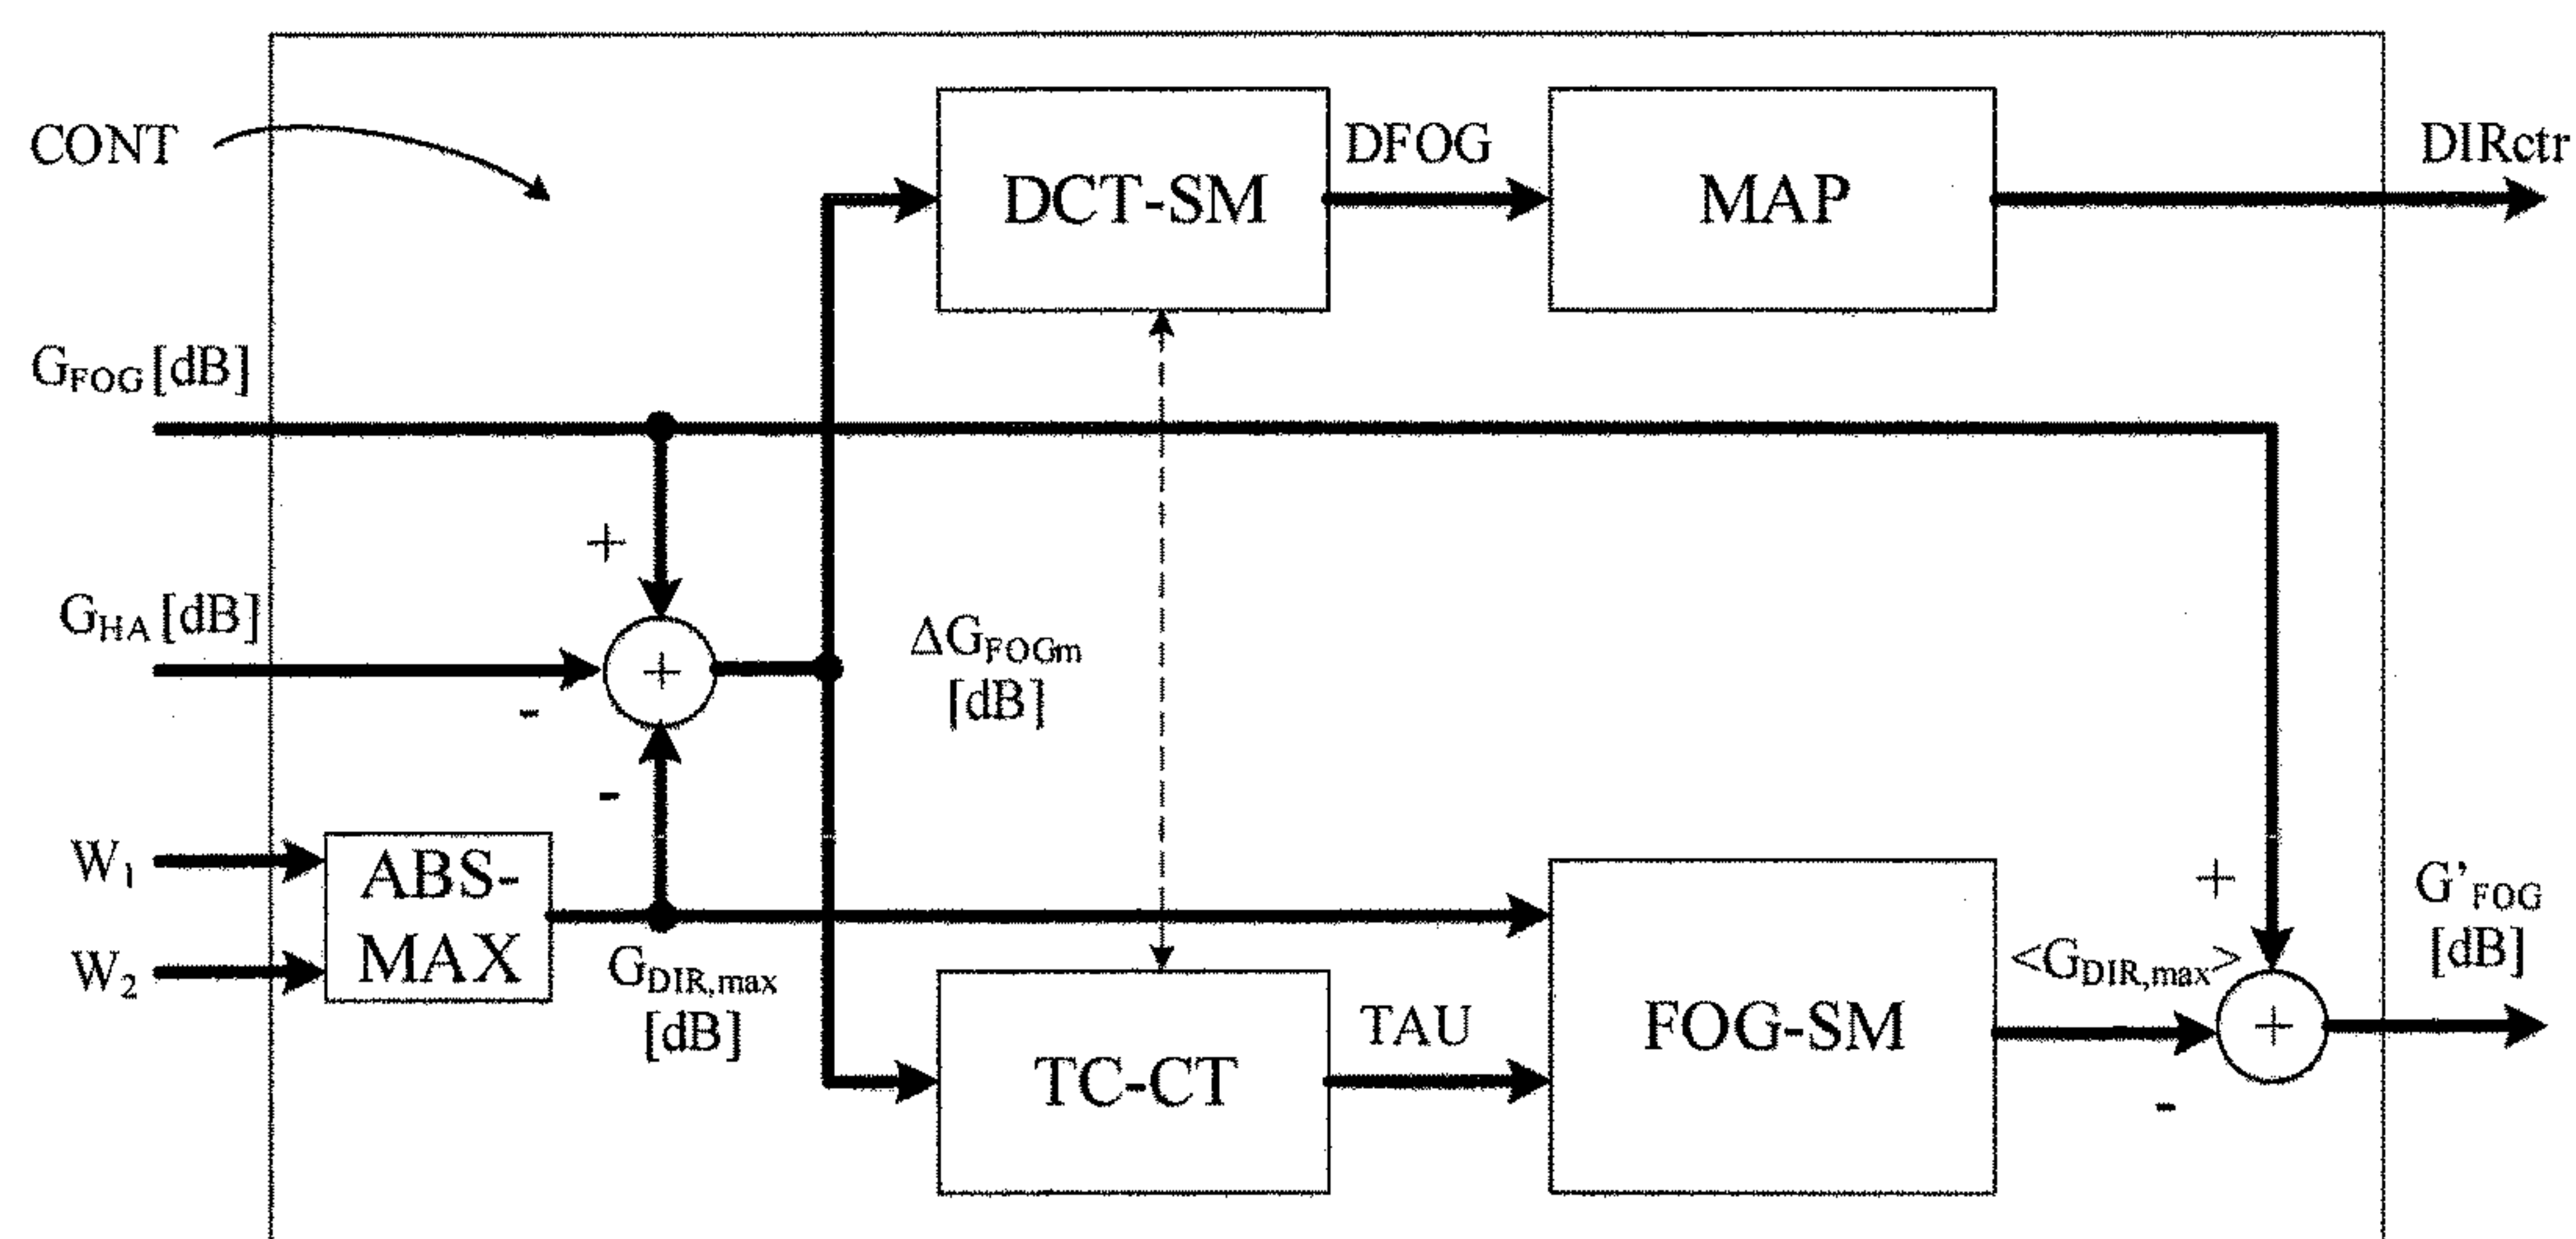 CONT
DCT-SM
DFOG
MAP
DIRctr
G_FOG [dB]
+
G_HA [dB]
-
+
ΔG_FOGm
[dB]
-
W_1
W_2
ABS-
MAX
G_DIR,max
[dB]
TC-CT
TAU
FOG-SM
<G_DIR,max>
+
-
+
G'_FOG
[dB]